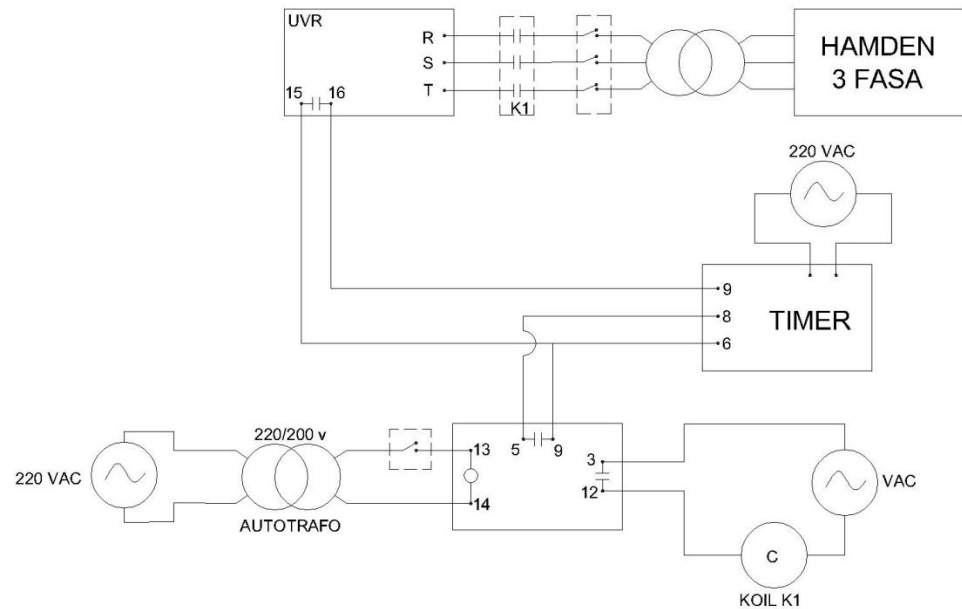 UVR
R
S
T
15
16
K1
HAMDEN
3 FASA
220 VAC
9
8
6
TIMER
220 VAC
220/200 v
AUTOTRAFO
13
14
5
9
3
12
VAC
C
KOIL K1